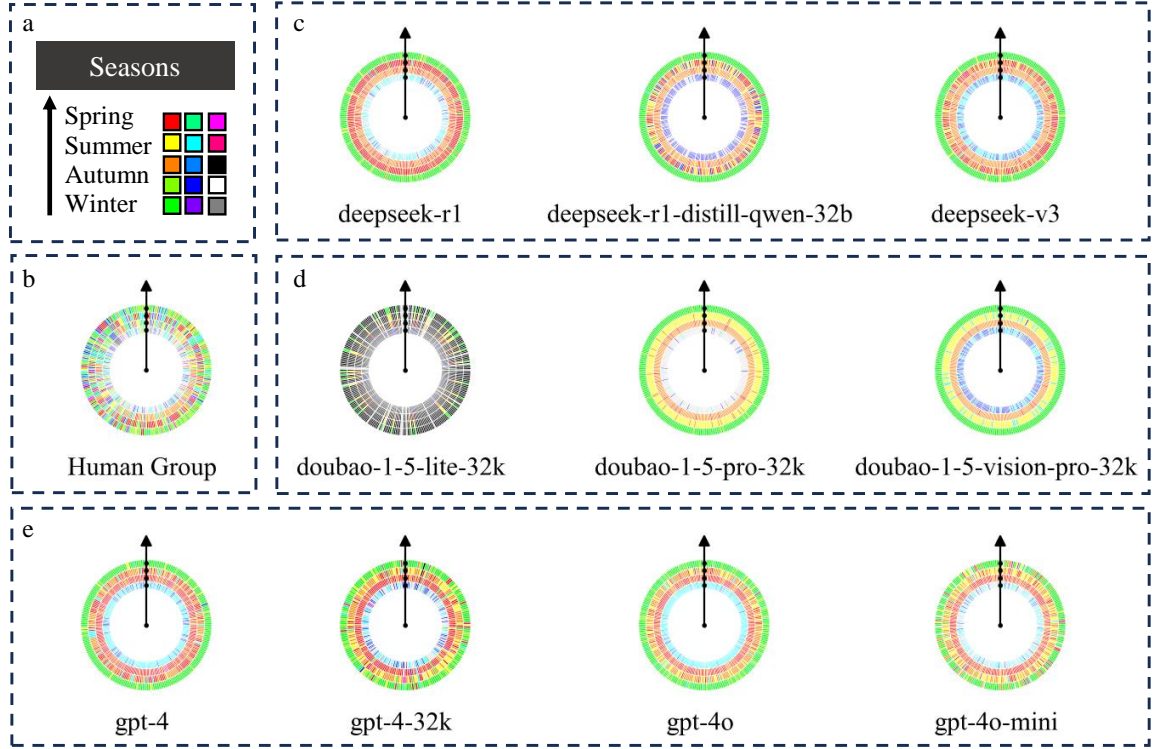 a
Seasons
Spring
Summer
Autumn
Winter
b
Human Group
c
deepseek-r1
deepseek-r1-distill-qwen-32b
deepseek-v3
d
doubao-1-5-lite-32k
doubao-1-5-pro-32k
doubao-1-5-vision-pro-32k
e
gpt-4
gpt-4-32k
gpt-4o
gpt-4o-mini